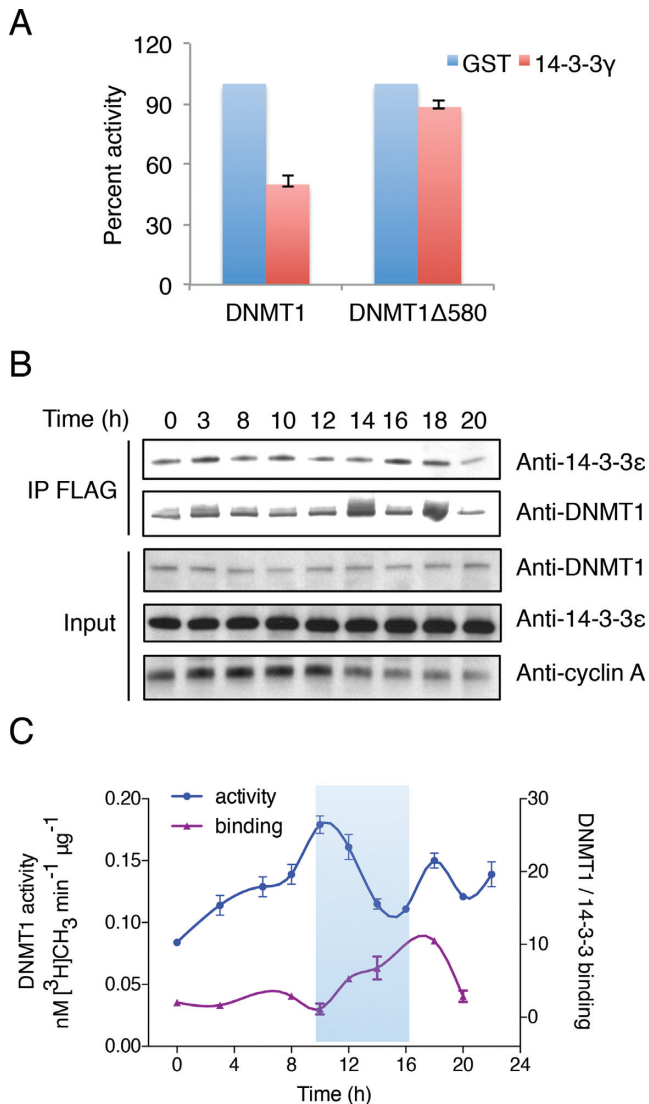 A
120
90
60
30
0
Percent activity
GST 14-3-3γ
DNMT1 DNMT1Δ580
B
Time (h) 0 3 8 10 12 14 16 18 20
IP FLAG
Anti-14-3-3ε
Anti-DNMT1
Input
Anti-DNMT1
Anti-14-3-3ε
Anti-cyclin A
C
activity
binding
0.20
0.15
0.10
0.05
0.00
DNMT1 activity
nM [³H]CH3 min⁻¹ µg⁻¹
30
20
10
0
DNMT1 / 14-3-3 binding
0 4 8 12 16 20 24
Time (h)